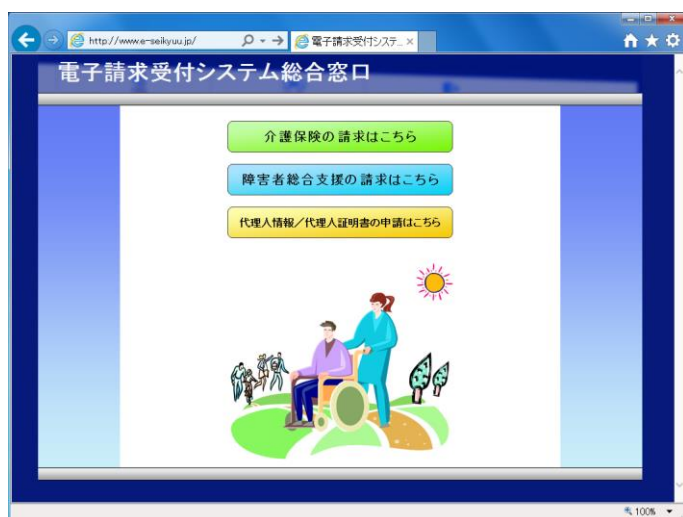 http://www.e-seikyuu.jp/
電子請求受付システ...
電子請求受付システム総合窓口
介護保険の請求はこちら
障害者総合支援の請求はこちら
代理人情報／代理人証明書の申請はこちら
100%